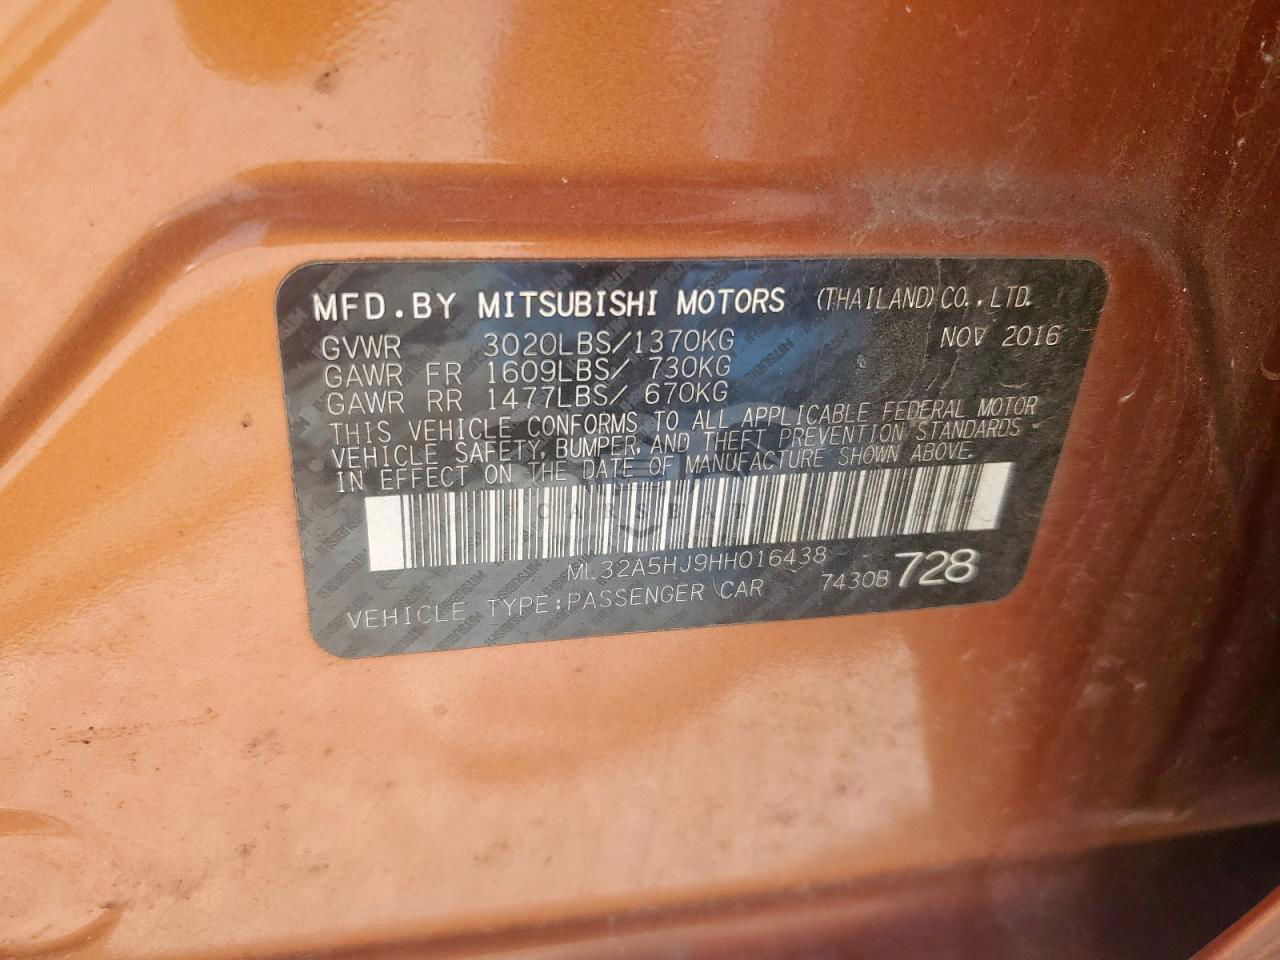 MFD.BY MITSUBISHI MOTORS (THAILAND) CO., LTD.
GVWR 3020LBS/1370KG NOV 2016
GAWR FR 1609LBS/ 730KG
GAWR RR 1477LBS/ 670KG
THIS VEHICLE CONFORMS TO ALL APPLICABLE FEDERAL MOTOR
VEHICLE SAFETY, BUMPER, AND THEFT PREVENTION STANDARDS
IN EFFECT ON THE DATE OF MANUFACTURE SHOWN ABOVE.
ML32A5HJ9HH016438
VEHICLE TYPE:PASSENGER CAR 7430B 728